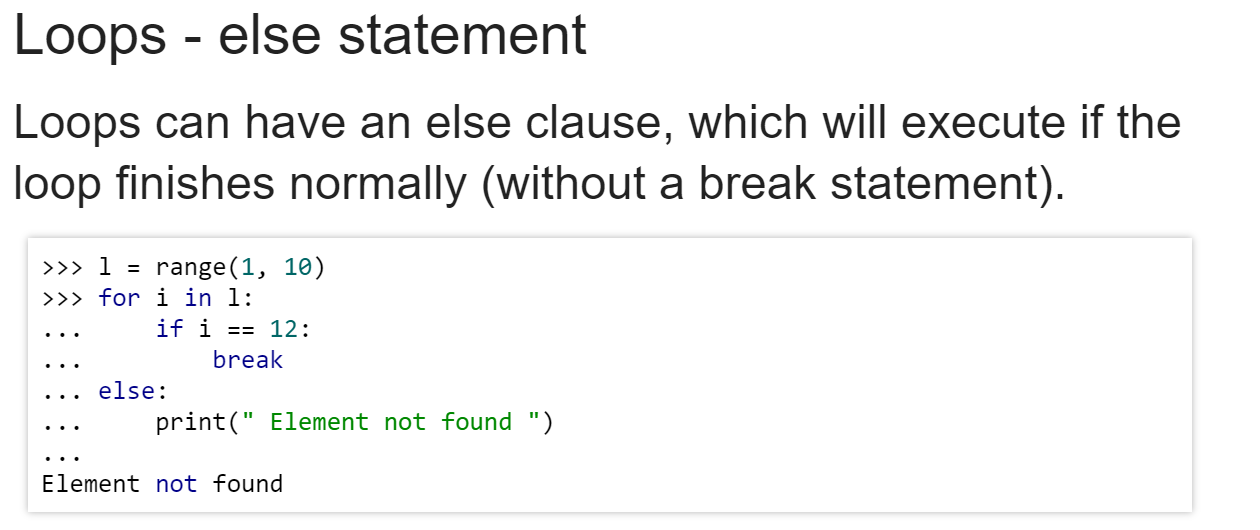 Loops - else statement
Loops can have an else clause, which will execute if the
loop finishes normally (without a break statement).
>>> l = range(1, 10)
>>> for i in l:
...     if i == 12:
...         break
... else:
...     print(" Element not found ")
...
Element not found